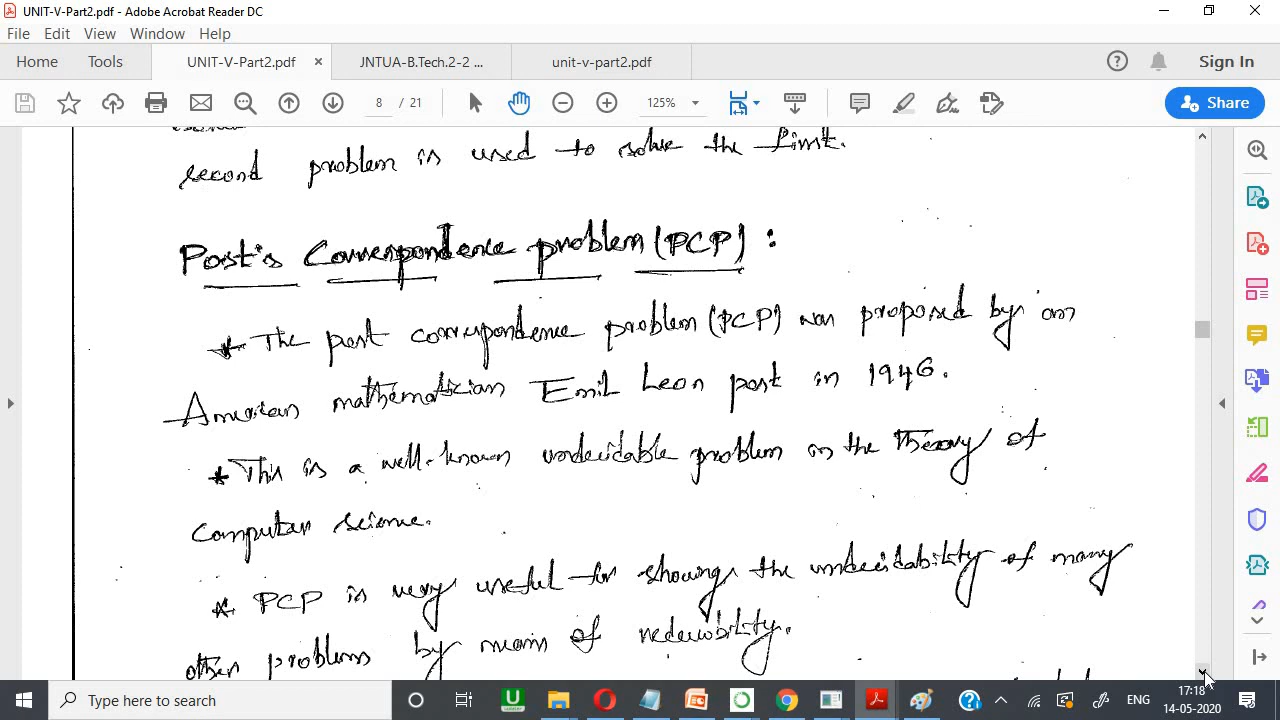 UNIT-V-Part2.pdf - Adobe Acrobat Reader DC
File Edit View Window Help
Home Tools UNIT-V-Part2.pdf × JNTUA-B.Tech.2-2 ... unit-v-part2.pdf Sign In
8 / 21 125% Share
second problem is used to solve the first.
Post's Correspondence problem (PCP) :
* The post correspondence problem (PCP) was proposed by an
American mathematician Emil Leon post in 1946.
* This is a well-known undecidable problem in the Theory of
Computer science.
* PCP is very useful for showing the undecidability of many
other problems by means of reducibility.
Type here to search ENG 17:18
14-05-2020